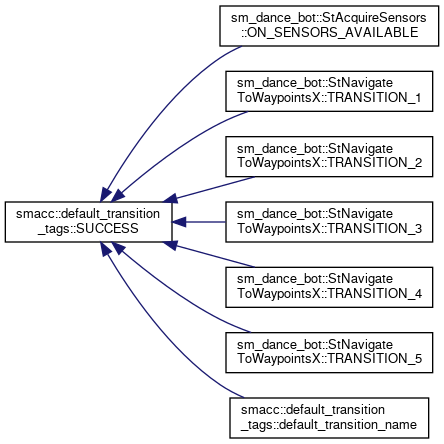 sm_dance_bot::StAcquireSensors
::ON_SENSORS_AVAILABLE
sm_dance_bot::StNavigate
ToWaypointsX::TRANSITION_1
sm_dance_bot::StNavigate
ToWaypointsX::TRANSITION_2
smacc::default_transition
_tags::SUCCESS
sm_dance_bot::StNavigate
ToWaypointsX::TRANSITION_3
sm_dance_bot::StNavigate
ToWaypointsX::TRANSITION_4
sm_dance_bot::StNavigate
ToWaypointsX::TRANSITION_5
smacc::default_transition
_tags::default_transition_name